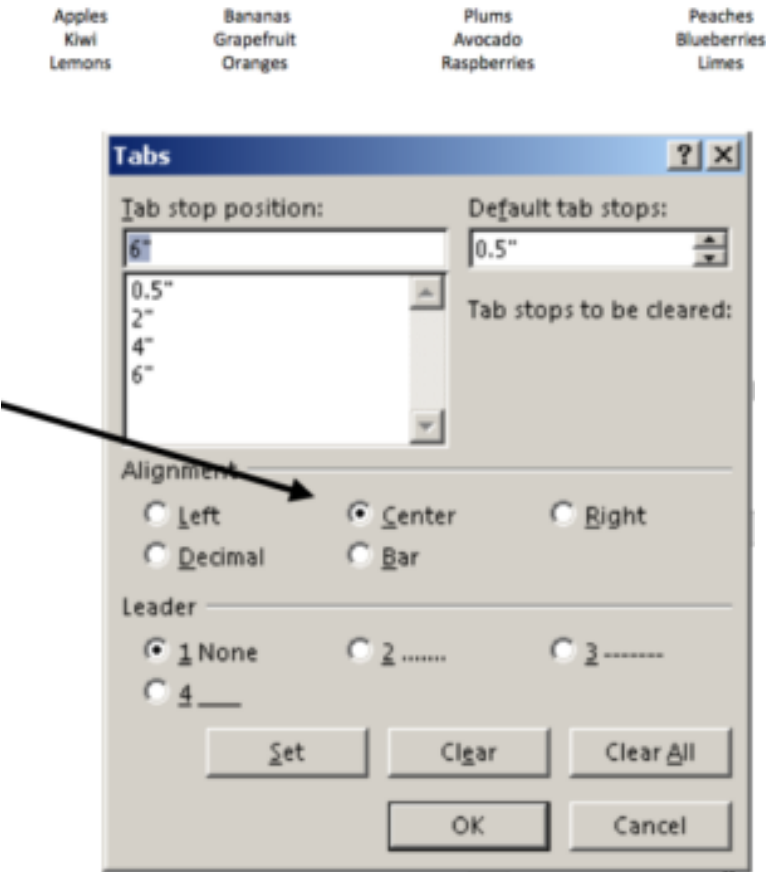 Apples Bananas Plums Peaches
Kiwi Grapefruit Avocado Blueberries
Lemons Oranges Raspberries Limes
Tabs ? X
Tab stop position: Default tab stops:
6" 0.5"
0.5"
2"
4"
6"
Tab stops to be cleared:
Alignment
Left Center Right
Decimal Bar
Leader
1 None 2 ....... 3 -------
4 ___
Set Clear Clear All
OK Cancel